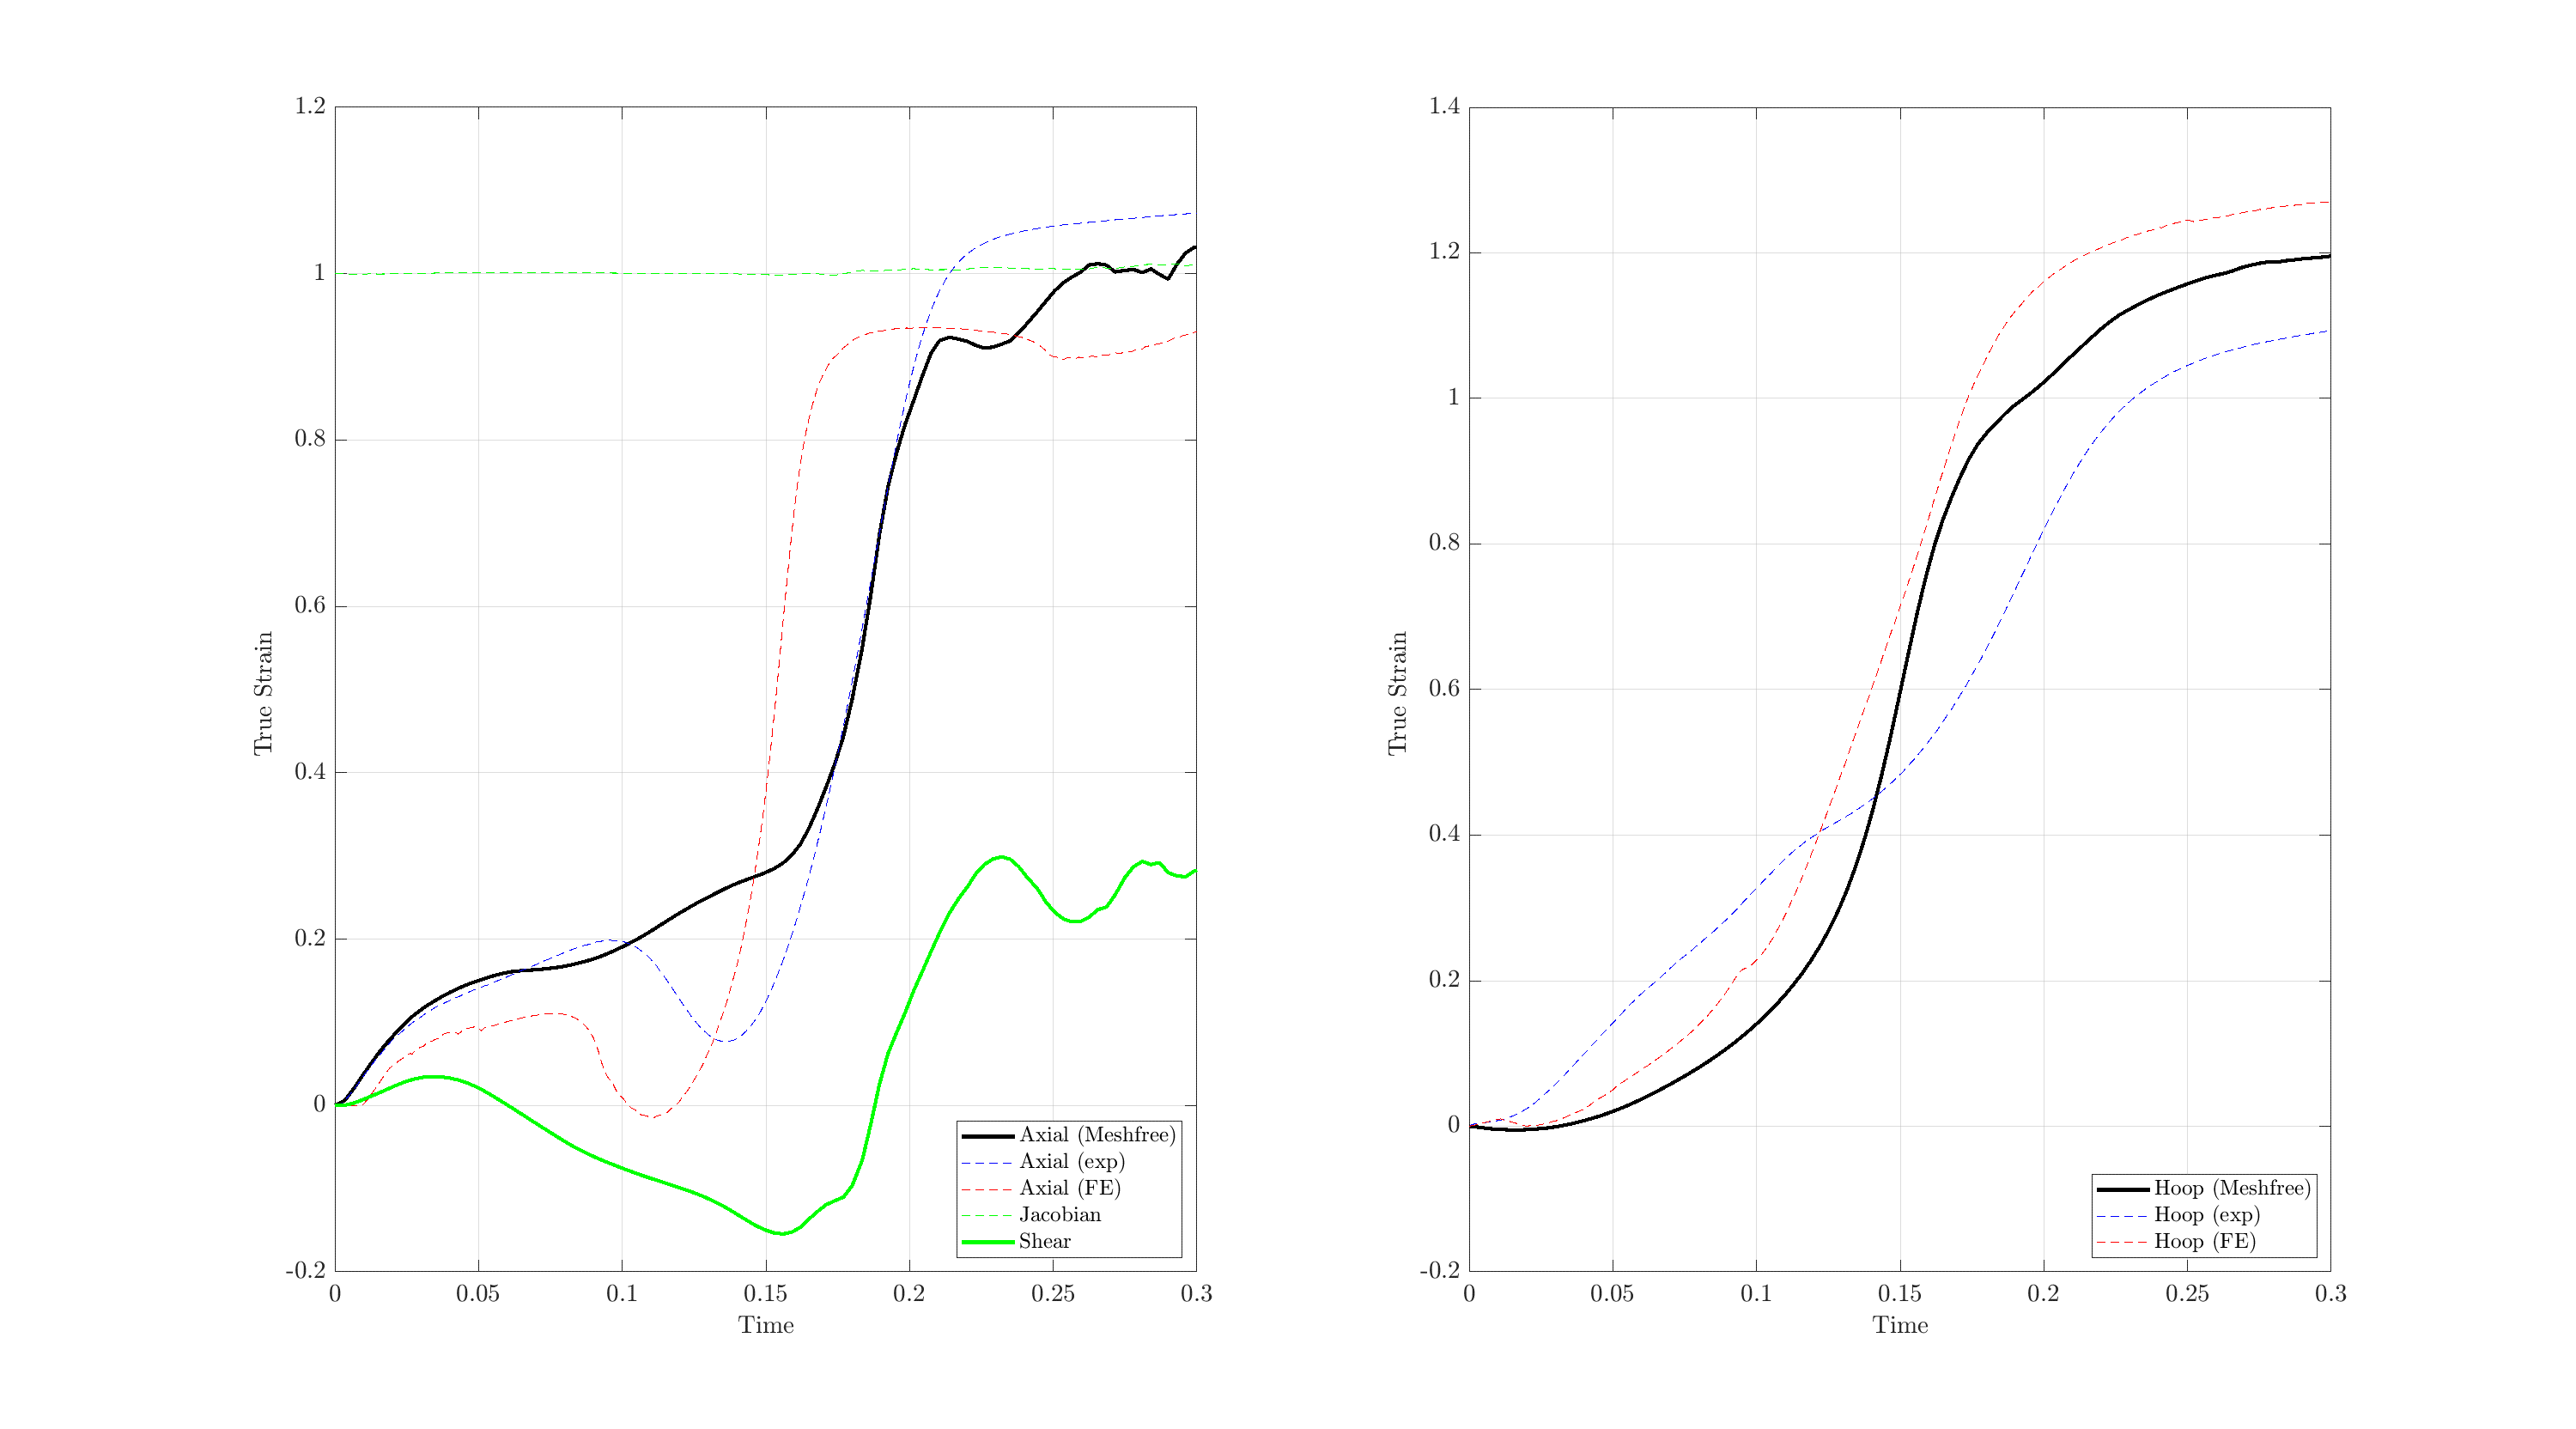 1.2
1
0.8
0.6
0.4
0.2
0
-0.2
True Strain
0 0.05 0.1 0.15 0.2 0.25 0.3
Time
Axial (Meshfree)
Axial (exp)
Axial (FE)
Jacobian
Shear
1.4
1.2
1
0.8
0.6
0.4
0.2
0
-0.2
True Strain
0 0.05 0.1 0.15 0.2 0.25 0.3
Time
Hoop (Meshfree)
Hoop (exp)
Hoop (FE)